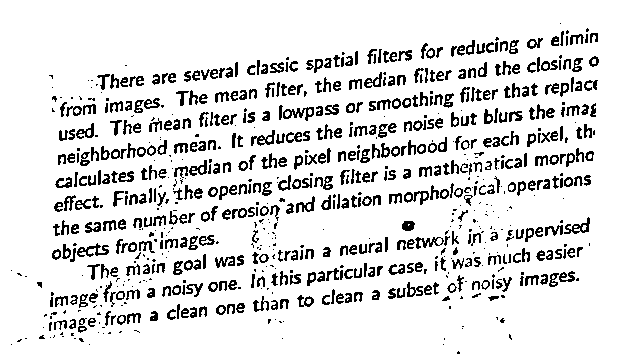 There are several classic spatial filters for reducing or elimin
from images. The mean filter, the median filter and the closing o
used. The mean filter is a lowpass or smoothing filter that replace
neighborhood mean. It reduces the image noise but blurs the imag
calculates the median of the pixel neighborhood for each pixel, th
effect. Finally, the opening closing filter is a mathematical morpho
the same number of erosion and dilation morphological operations
objects from images.
The main goal was to train a neural network in a supervised
image from a noisy one. In this particular case, it was much easier
image from a clean one than to clean a subset of noisy images.